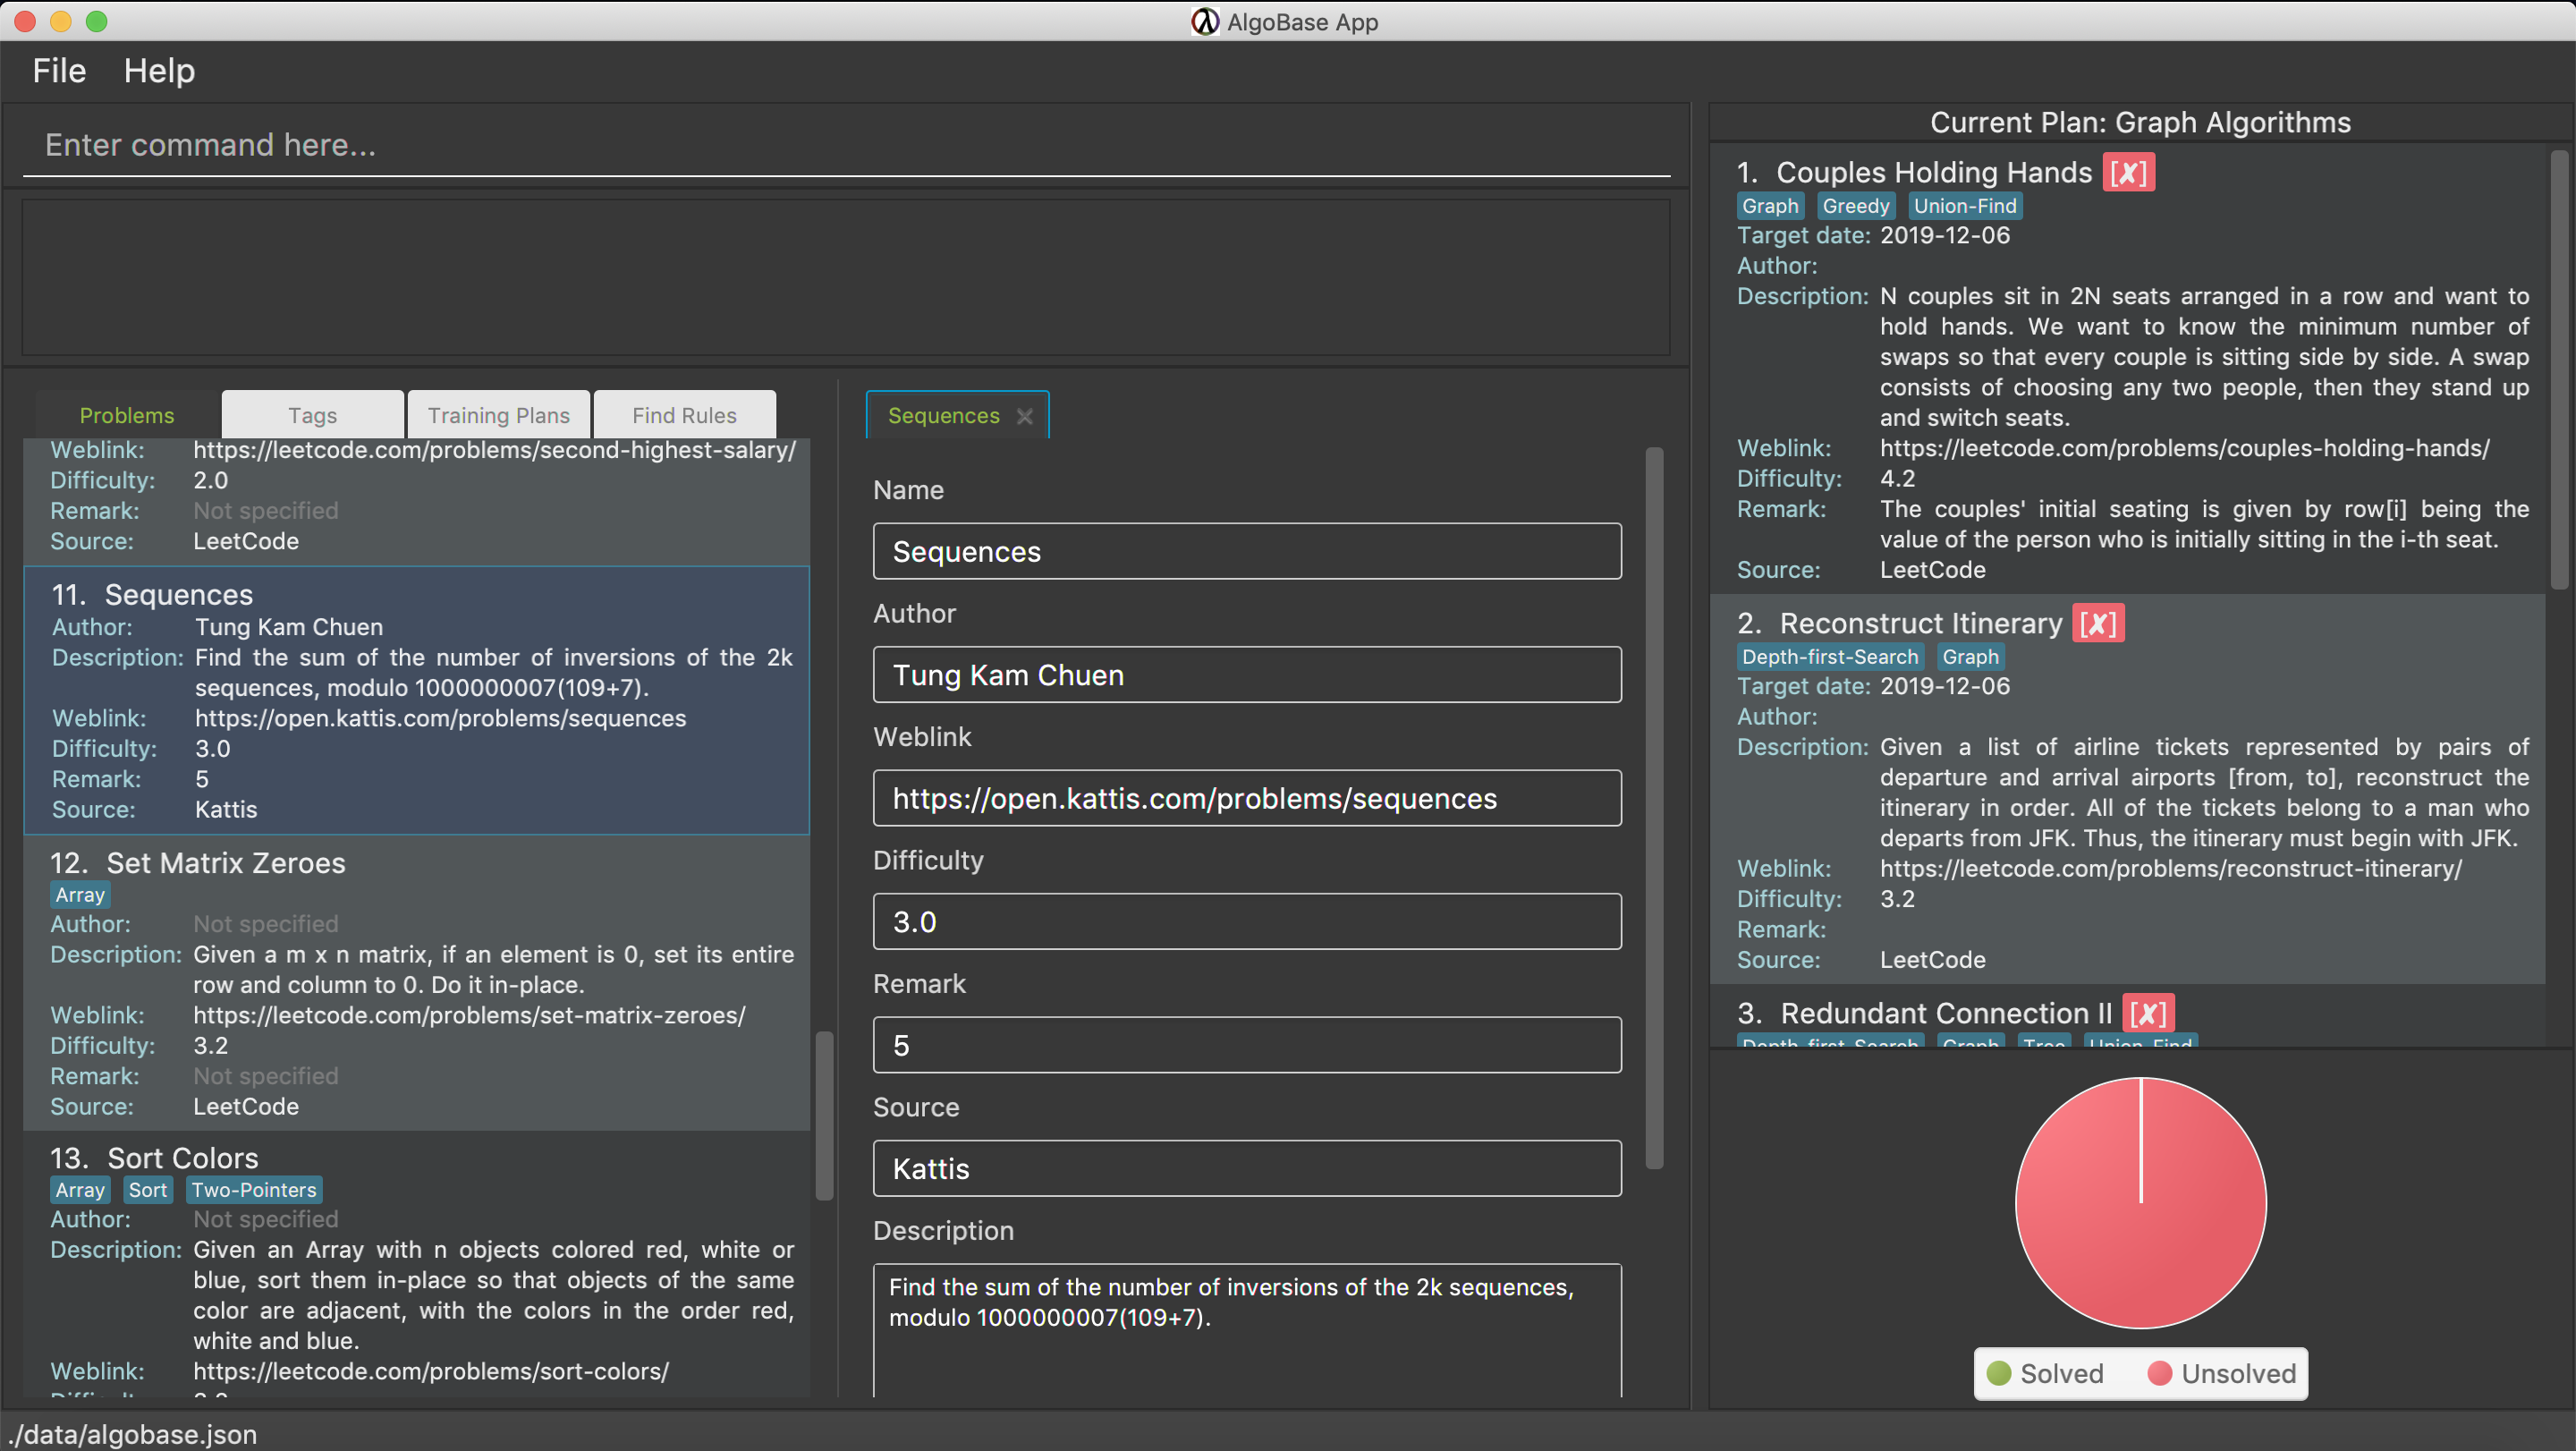 AlgoBase App
File Help
Enter command here...
Problems Tags Training Plans Find Rules
Weblink: https://leetcode.com/problems/second-highest-salary/
Difficulty: 2.0
Remark: Not specified
Source: LeetCode
11. Sequences
Author: Tung Kam Chuen
Description: Find the sum of the number of inversions of the 2k
sequences, modulo 1000000007(109+7).
Weblink: https://open.kattis.com/problems/sequences
Difficulty: 3.0
Remark: 5
Source: Kattis
12. Set Matrix Zeroes
Array
Author: Not specified
Description: Given a m x n matrix, if an element is 0, set its entire
row and column to 0. Do it in-place.
Weblink: https://leetcode.com/problems/set-matrix-zeroes/
Difficulty: 3.2
Remark: Not specified
Source: LeetCode
13. Sort Colors
Array Sort Two-Pointers
Author: Not specified
Description: Given an Array with n objects colored red, white or
blue, sort them in-place so that objects of the same
color are adjacent, with the colors in the order red,
white and blue.
Weblink: https://leetcode.com/problems/sort-colors/
Sequences
Name
Sequences
Author
Tung Kam Chuen
Weblink
https://open.kattis.com/problems/sequences
Difficulty
3.0
Remark
5
Source
Kattis
Description
Find the sum of the number of inversions of the 2k sequences,
modulo 1000000007(109+7).
Current Plan: Graph Algorithms
1. Couples Holding Hands [✗]
Graph Greedy Union-Find
Target date: 2019-12-06
Author:
Description: N couples sit in 2N seats arranged in a row and want to
hold hands. We want to know the minimum number of
swaps so that every couple is sitting side by side. A swap
consists of choosing any two people, then they stand up
and switch seats.
Weblink: https://leetcode.com/problems/couples-holding-hands/
Difficulty: 4.2
Remark: The couples' initial seating is given by row[i] being the
value of the person who is initially sitting in the i-th seat.
Source: LeetCode
2. Reconstruct Itinerary [✗]
Depth-first-Search Graph
Target date: 2019-12-06
Author:
Description: Given a list of airline tickets represented by pairs of
departure and arrival airports [from, to], reconstruct the
itinerary in order. All of the tickets belong to a man who
departs from JFK. Thus, the itinerary must begin with JFK.
Weblink: https://leetcode.com/problems/reconstruct-itinerary/
Difficulty: 3.2
Remark:
Source: LeetCode
3. Redundant Connection II [✗]
Depth-first-Search Graph Tree Union-Find
Solved Unsolved
./data/algobase.json